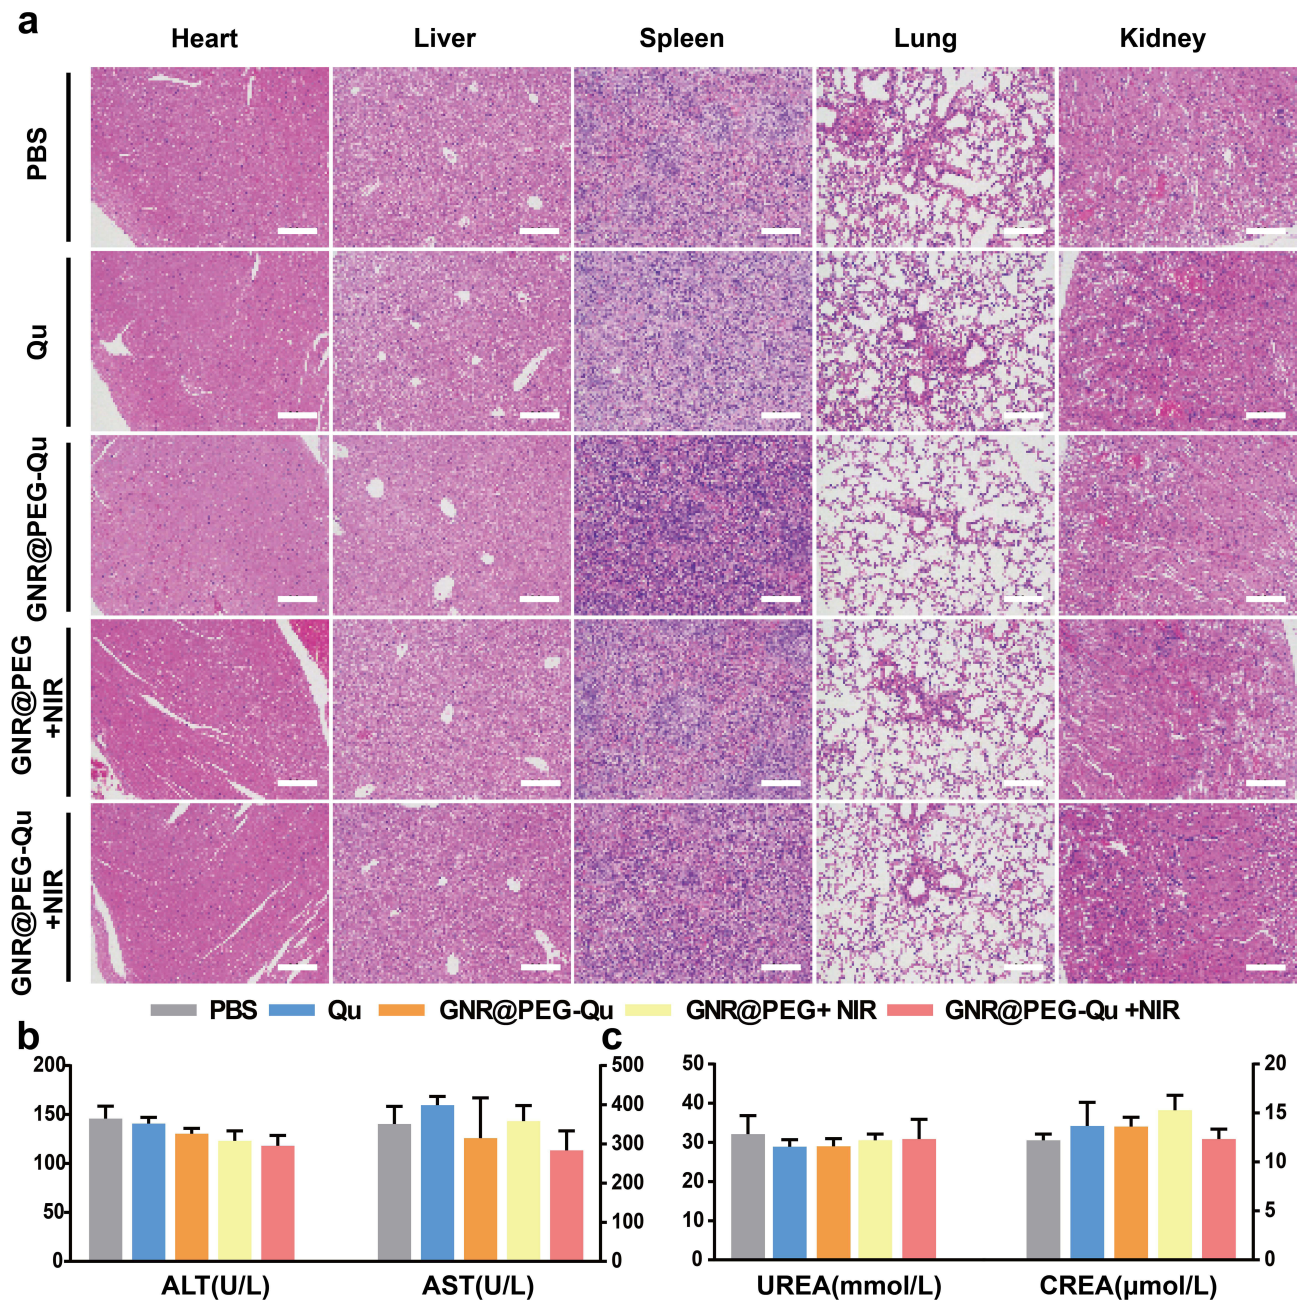 a
Heart Liver Spleen Lung Kidney
PBS
Qu
GNR@PEG-Qu
GNR@PEG
+NIR
GNR@PEG-Qu
+NIR
PBS Qu GNR@PEG-Qu GNR@PEG+ NIR GNR@PEG-Qu +NIR
b
200
150
100
50
0
500
400
300
200
100
0
ALT(U/L) AST(U/L)
c
50
40
30
20
10
0
20
15
10
5
0
UREA(mmol/L) CREA(μmol/L)